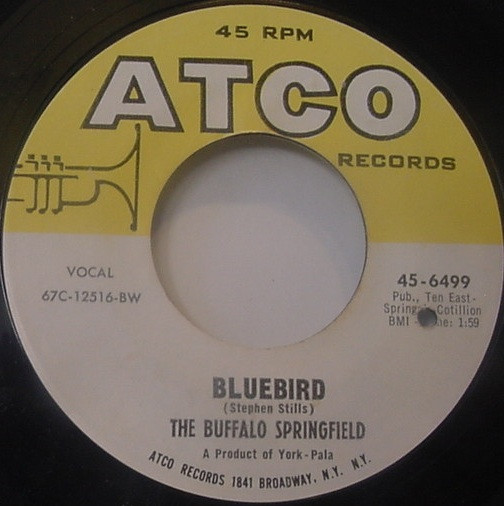 45 RPM
ATCO
RECORDS
VOCAL
67C-12516-BW
45-6499
Pub., Ten East-
Cotillion
BMI - 1:59
BLUEBIRD
(Stephen Stills)
THE BUFFALO SPRINGFIELD
A Product of York-Pala
ATCO RECORDS 1841 BROADWAY, N.Y. N.Y.